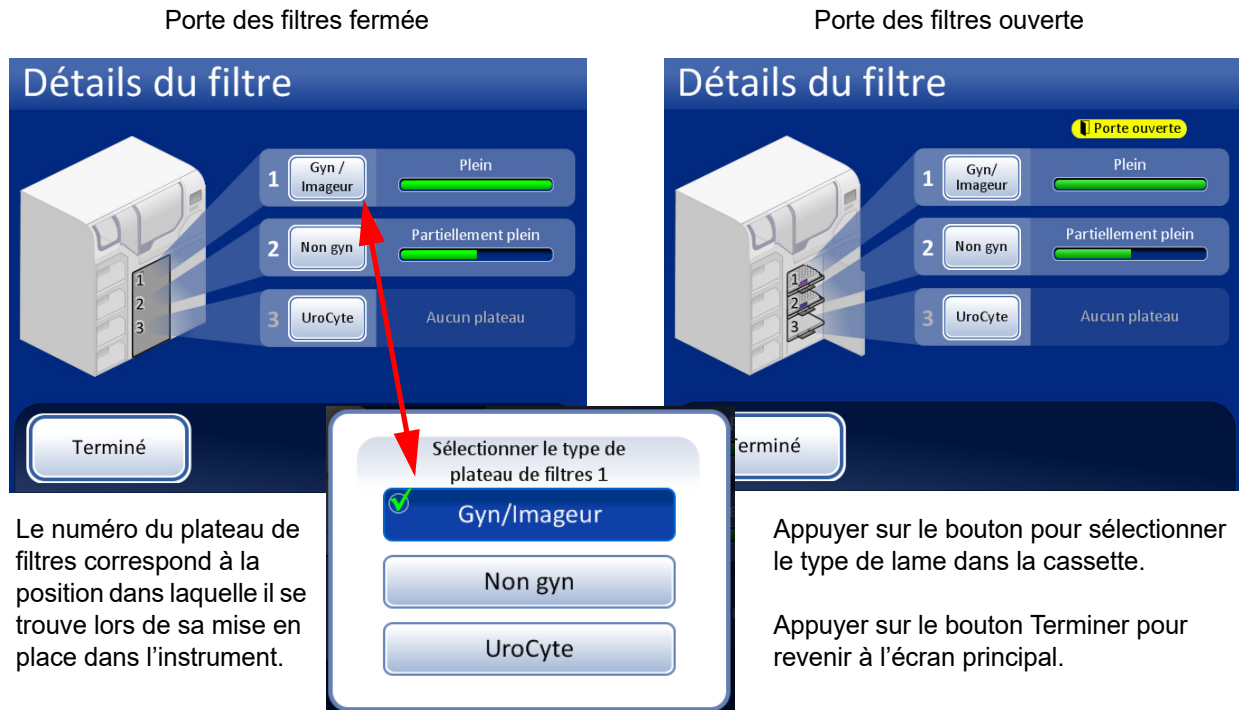 Porte des filtres fermée
Porte des filtres ouverte
Détails du filtre
1
Gyn /
Imageur
Plein
2
Non gyn
Partiellement plein
3
UroCyte
Aucun plateau
1
2
3
Terminé
Détails du filtre
Porte ouverte
1
Gyn/
Imageur
Plein
2
Non gyn
Partiellement plein
3
UroCyte
Aucun plateau
1
2
3
erminé
Sélectionner le type de
plateau de filtres 1
Gyn/Imageur
Non gyn
UroCyte
Le numéro du plateau de
filtres correspond à la
position dans laquelle il se
trouve lors de sa mise en
place dans l’instrument.
Appuyer sur le bouton pour sélectionner
le type de lame dans la cassette.
Appuyer sur le bouton Terminer pour
revenir à l’écran principal.